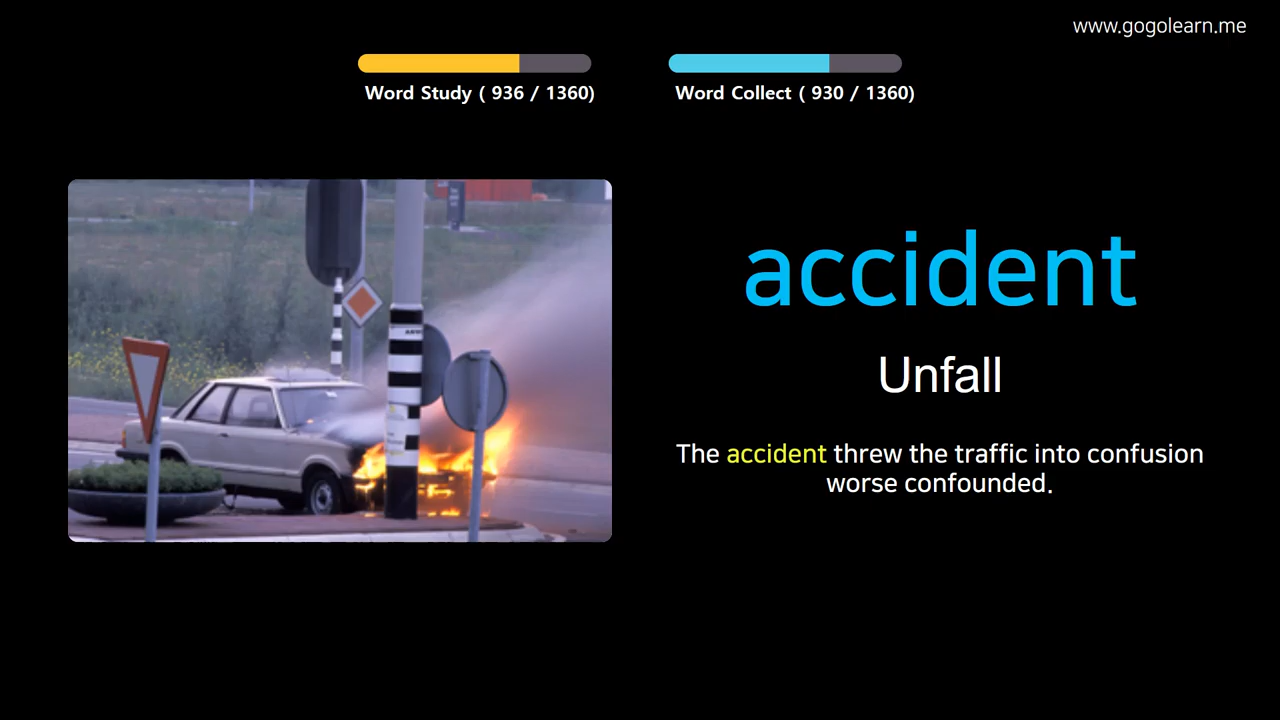 www.gogolearn.me
Word Study ( 936 / 1360)
Word Collect ( 930 / 1360)
accident
Unfall
The accident threw the traffic into confusion
worse confounded.